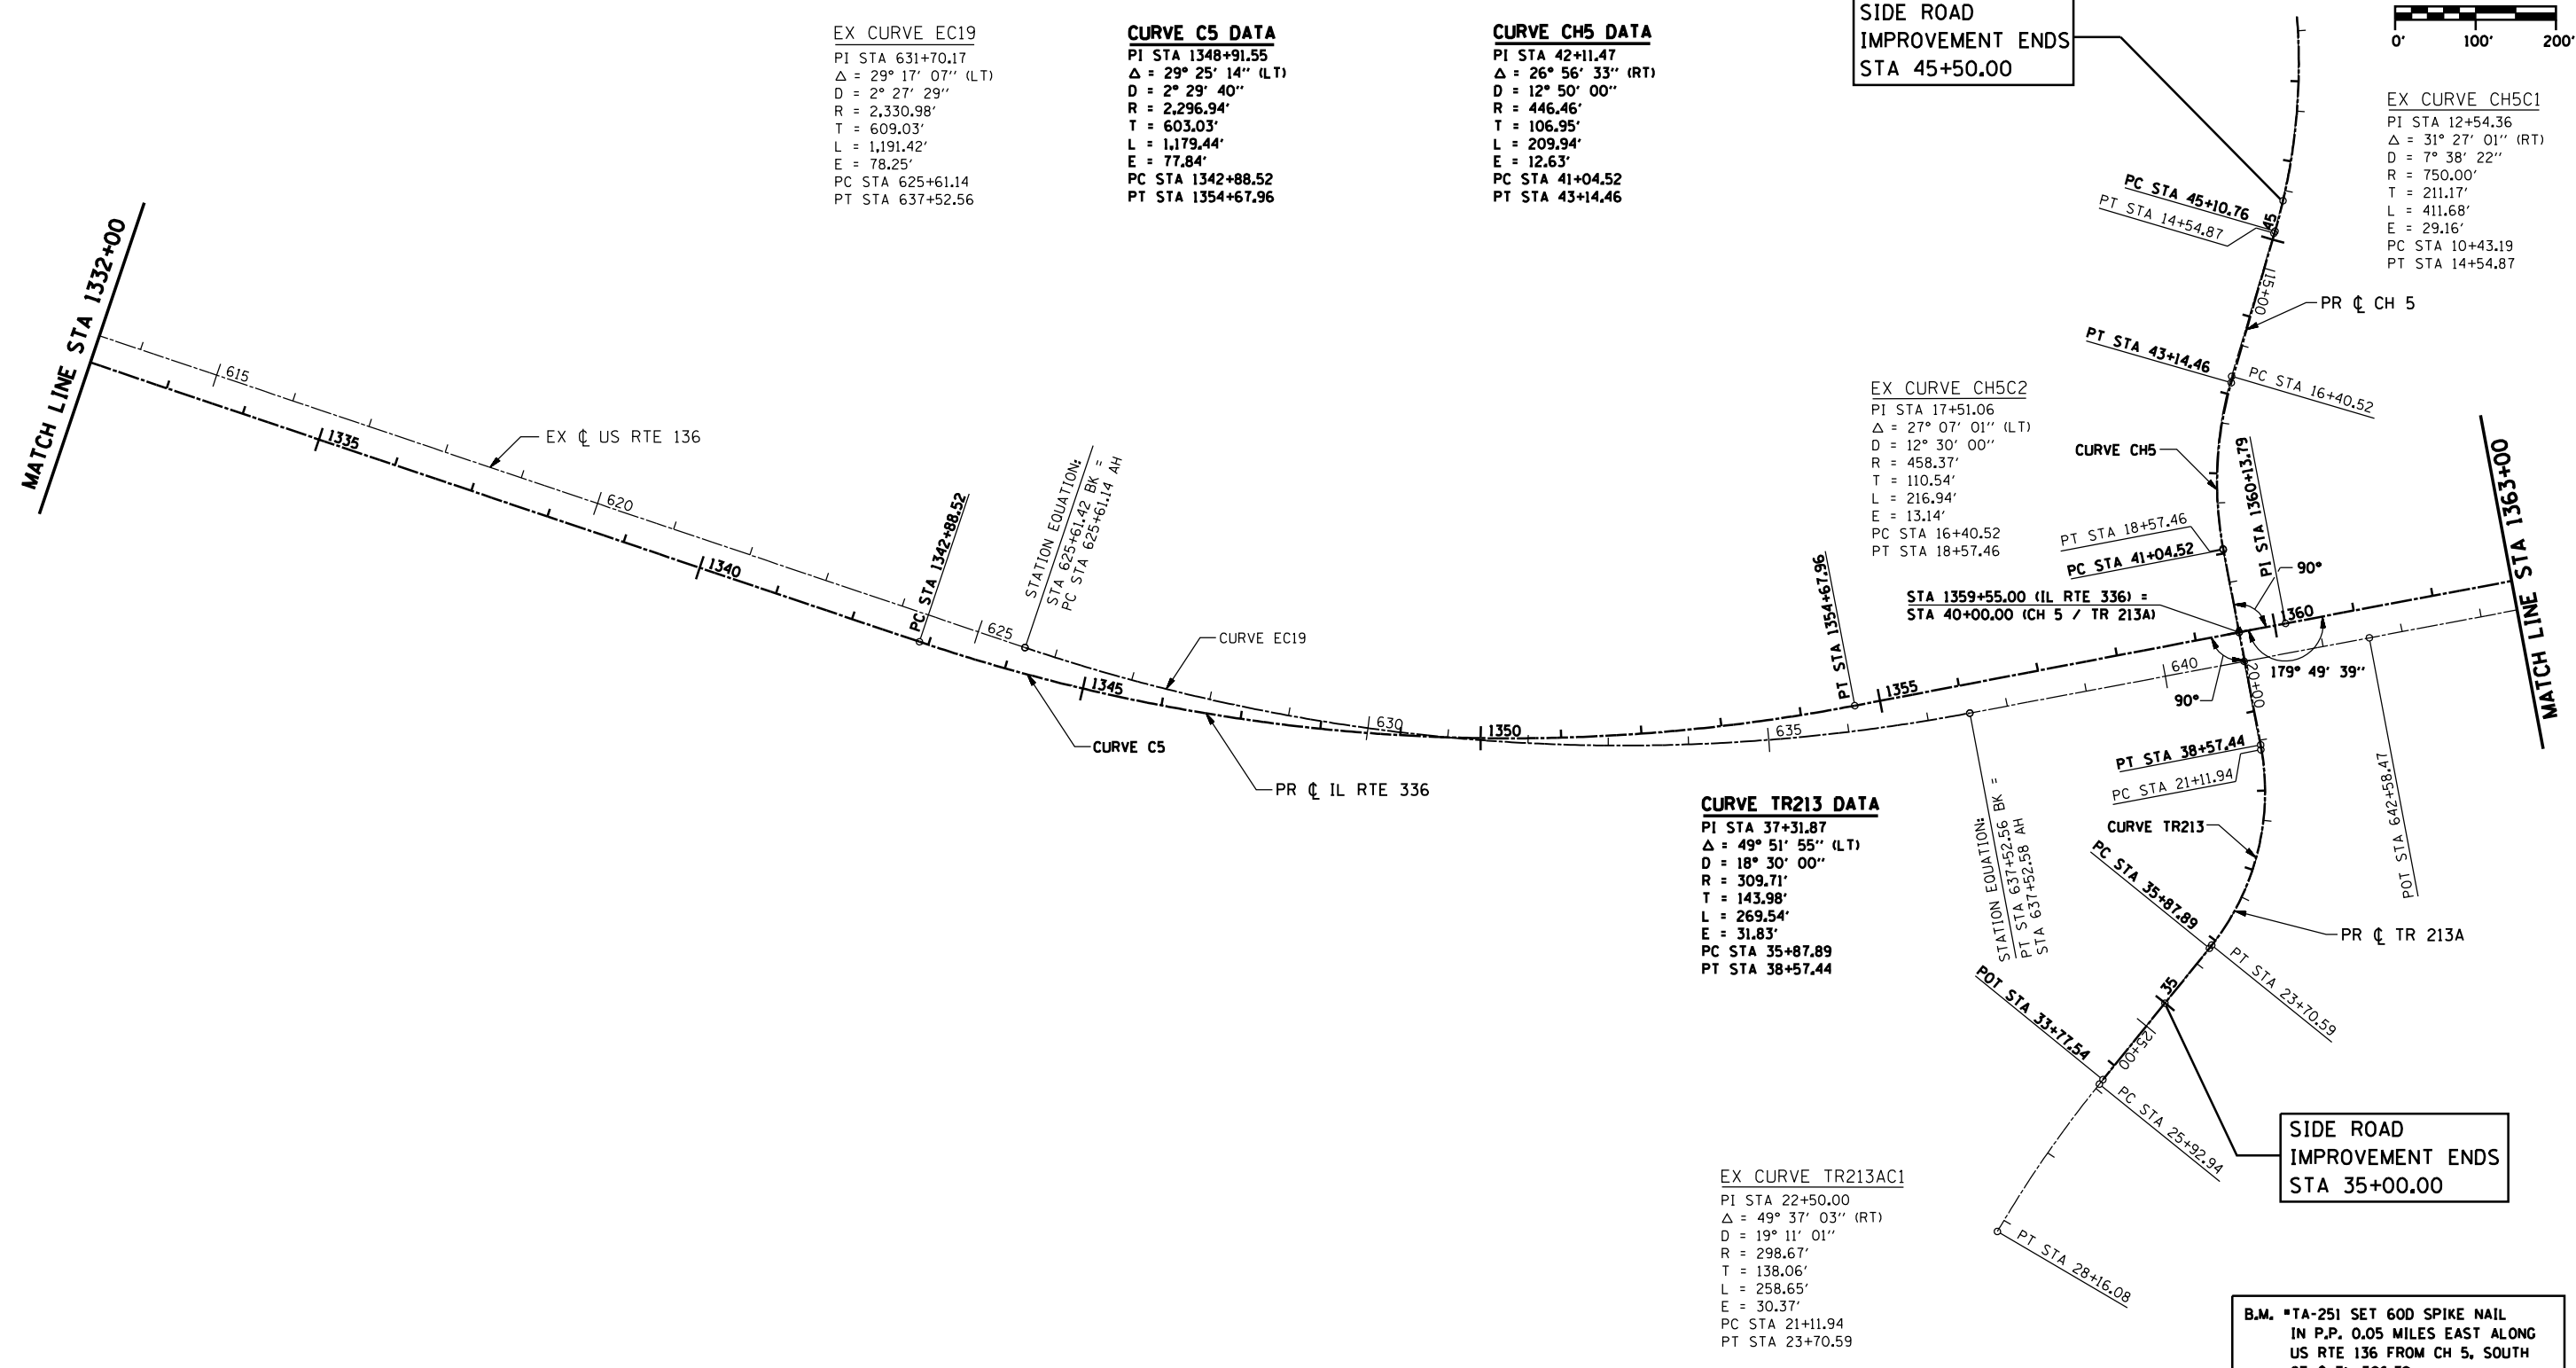 EX CURVE EC19
PI STA 631+70.17
Δ = 29° 17' 07'' (LT)
D = 2° 27' 29''
R = 2,330.98'
T = 609.03'
L = 1,191.42'
E = 78.25'
PC STA 625+61.14
PT STA 637+52.56
CURVE C5 DATA
PI STA 1348+91.55
Δ = 29° 25' 14'' (LT)
D = 2° 29' 40''
R = 2,296.94'
T = 603.03'
L = 1,179.44'
E = 77.84'
PC STA 1342+88.52
PT STA 1354+67.96
CURVE CH5 DATA
PI STA 42+11.47
Δ = 26° 56' 33'' (RT)
D = 12° 50' 00''
R = 446.46'
T = 106.95'
L = 209.94'
E = 12.63'
PC STA 41+04.52
PT STA 43+14.46
SIDE ROAD
IMPROVEMENT ENDS
STA 45+50.00
0' 100' 200'
EX CURVE CH5C1
PI STA 12+54.36
Δ = 31° 27' 01'' (RT)
D = 7° 38' 22''
R = 750.00'
T = 211.17'
L = 411.68'
E = 29.16'
PC STA 10+43.19
PT STA 14+54.87
PC STA 45+10.76
PT STA 14+54.87
45
15+00
PR ℄ CH 5
PT STA 43+14.46
PC STA 16+40.52
MATCH LINE STA 1332+00
615
1335
EX ℄ US RTE 136
620
1340
PC STA 1342+88.52
STATION EQUATION:
STA 625+61.42 BK =
PC STA 625+61.14 AH
625
CURVE EC19
1345
CURVE C5
630
PR ℄ IL RTE 336
1350
635
EX CURVE CH5C2
PI STA 17+51.06
Δ = 27° 07' 01'' (LT)
D = 12° 30' 00''
R = 458.37'
T = 110.54'
L = 216.94'
E = 13.14'
PC STA 16+40.52
PT STA 18+57.46
CURVE CH5
PI STA 1360+13.79
MATCH LINE STA 1363+00
PT STA 18+57.46
PC STA 41+04.52
90°
STA 1359+55.00 (IL RTE 336) =
STA 40+00.00 (CH 5 / TR 213A)
PT STA 1354+67.96
1355
1360
640
20+00
179° 49' 39''
90°
PT STA 38+57.44
PC STA 21+11.94
POT STA 642+58.47
CURVE TR213
CURVE TR213 DATA
PI STA 37+31.87
Δ = 49° 51' 55'' (LT)
D = 18° 30' 00''
R = 309.71'
T = 143.98'
L = 269.54'
E = 31.83'
PC STA 35+87.89
PT STA 38+57.44
STATION EQUATION:
PT STA 637+52.56 BK =
STA 637+52.58 AH
PC STA 35+87.89
PR ℄ TR 213A
PT STA 23+70.59
35
POT STA 33+77.54
25+00
PC STA 25+92.94
SIDE ROAD
IMPROVEMENT ENDS
STA 35+00.00
EX CURVE TR213AC1
PI STA 22+50.00
Δ = 49° 37' 03'' (RT)
D = 19° 11' 01''
R = 298.67'
T = 138.06'
L = 258.65'
E = 30.37'
PC STA 21+11.94
PT STA 23+70.59
PT STA 28+16.08
B.M. "TA-251 SET 60D SPIKE NAIL
IN P.P. 0.05 MILES EAST ALONG
US RTE 136 FROM CH 5, SOUTH